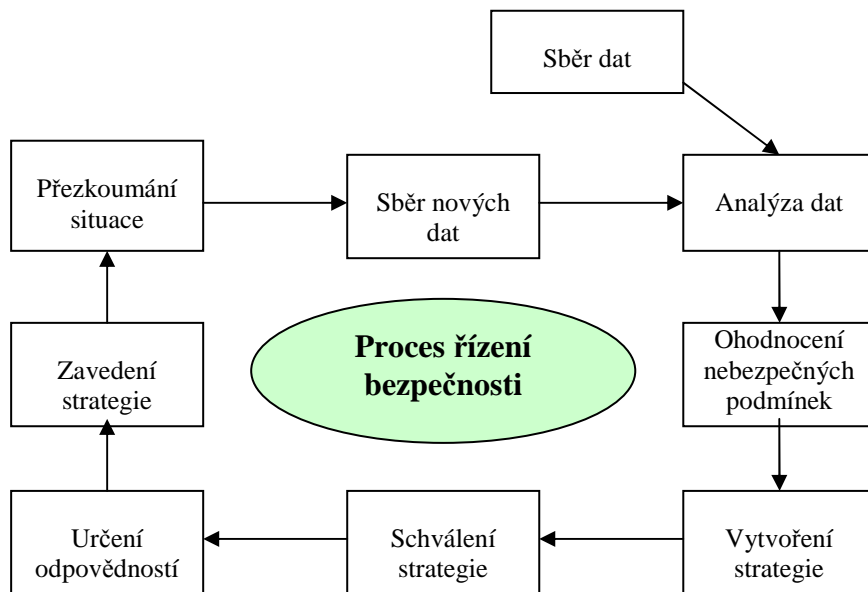 Sběr dat
Přezkoumání
situace
Sběr nových
dat
Analýza dat
Zavedení
strategie
Proces řízení
bezpečnosti
Ohodnocení
nebezpečných
podmínek
Určení
odpovědností
Schválení
strategie
Vytvoření
strategie